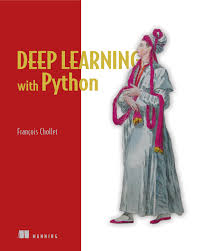 DEEP LEARNING
with Python
François Chollet
MANNING